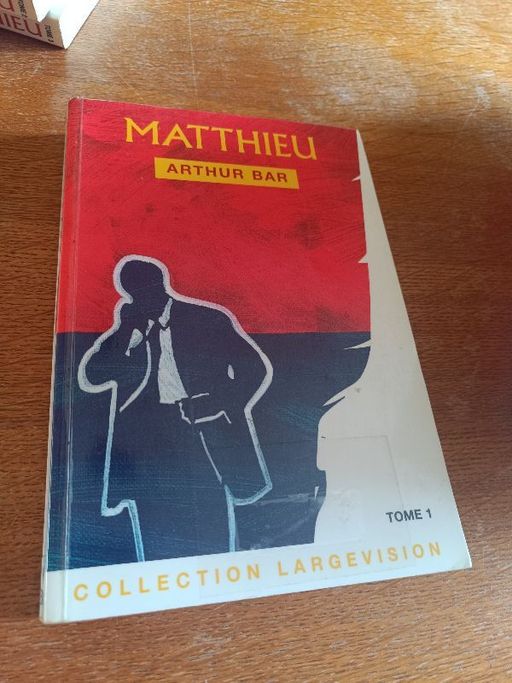 MATTHIEU
ARTHUR BAR
TOME 1
COLLECTION LARGEVISION